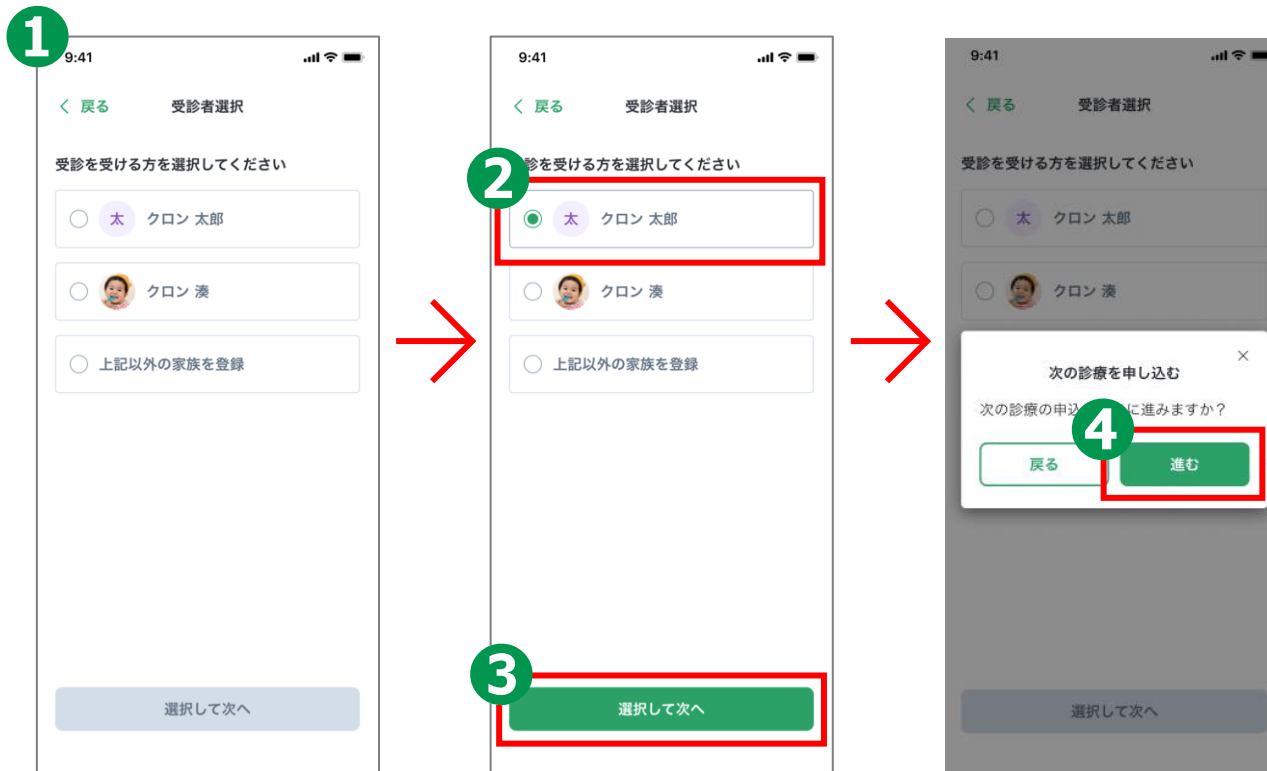 1
9:41
戻る
受診者選択
受診を受ける方を選択してください
太 クロン 太郎
クロン 湊
上記以外の家族を登録
選択して次へ
9:41
戻る
受診者選択
2
診を受ける方を選択してください
太 クロン 太郎
クロン 湊
上記以外の家族を登録
3
選択して次へ
9:41
戻る
受診者選択
受診を受ける方を選択してください
太 クロン 太郎
クロン 湊
次の診療を申し込む
次の診療の申込 に進みますか？
4
戻る
進む
選択して次へ